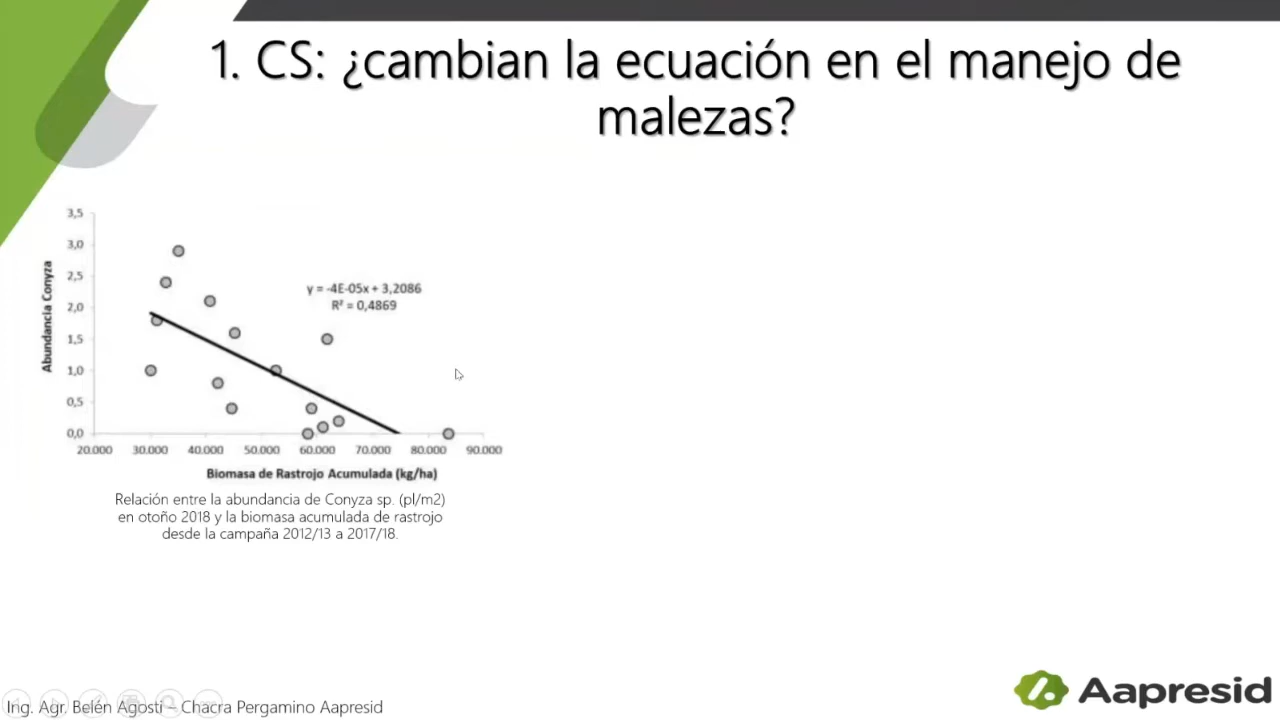 1. CS: ¿cambian la ecuación en el manejo de
malezas?
3,5
3,0
2,5
2,0
1,5
1,0
0,5
0,0
Abundancia Conyza
y = -4E-05x + 3,2086
R² = 0,4869
20.000 30.000 40.000 50.000 60.000 70.000 80.000 90.000
Biomasa de Rastrojo Acumulada (kg/ha)
Relación entre la abundancia de Conyza sp. (pl/m2)
en otoño 2018 y la biomasa acumulada de rastrojo
desde la campaña 2012/13 a 2017/18.
Ing. Agr. Belén Agosti – Chacra Pergamino Aapresid
Aapresid